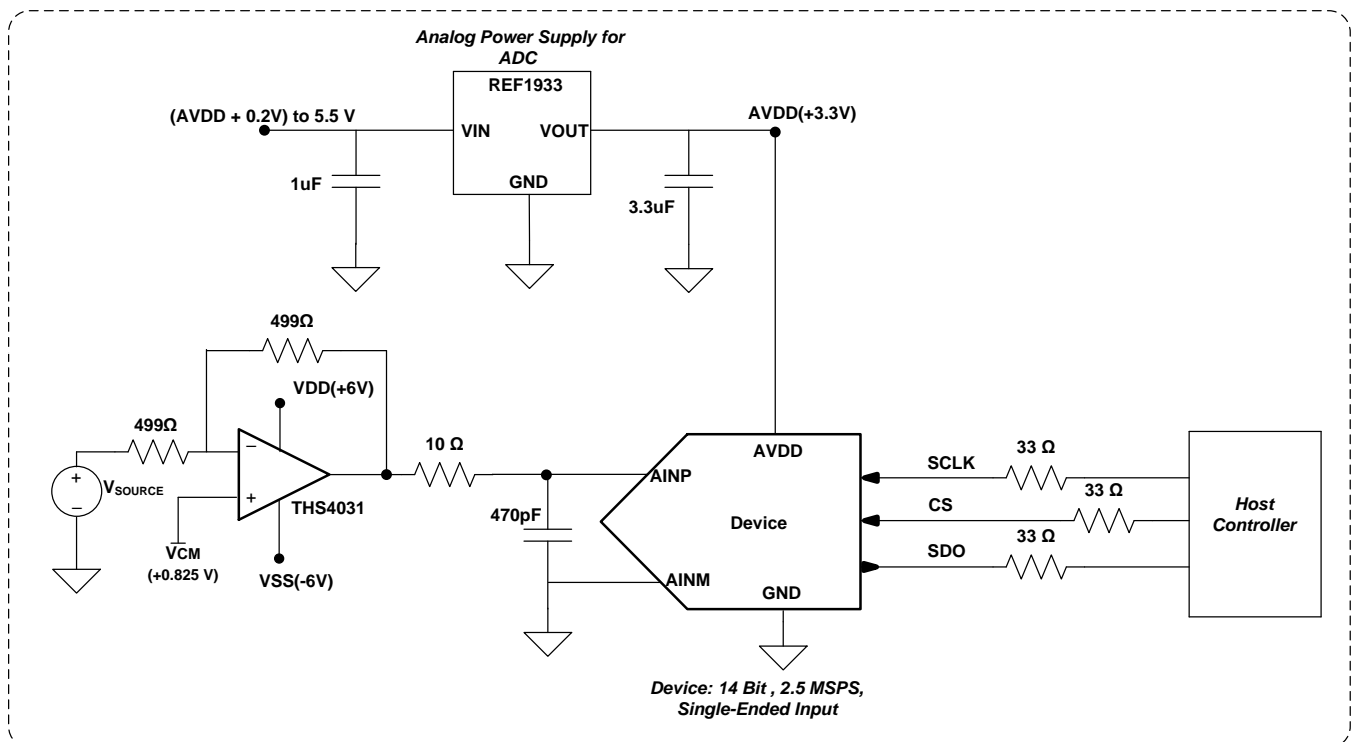 Analog Power Supply for
ADC
REF1933
(AVDD + 0.2V) to 5.5 V
VIN
VOUT
AVDD(+3.3V)
GND
1uF
3.3uF
499Ω
VDD(+6V)
499Ω
10 Ω
VSOURCE
THS4031
VCM
(+0.825 V)
VSS(-6V)
470pF
AINP
AINM
AVDD
Device
GND
SCLK
33 Ω
CS
33 Ω
SDO
33 Ω
Host
Controller
Device: 14 Bit , 2.5 MSPS,
Single-Ended Input